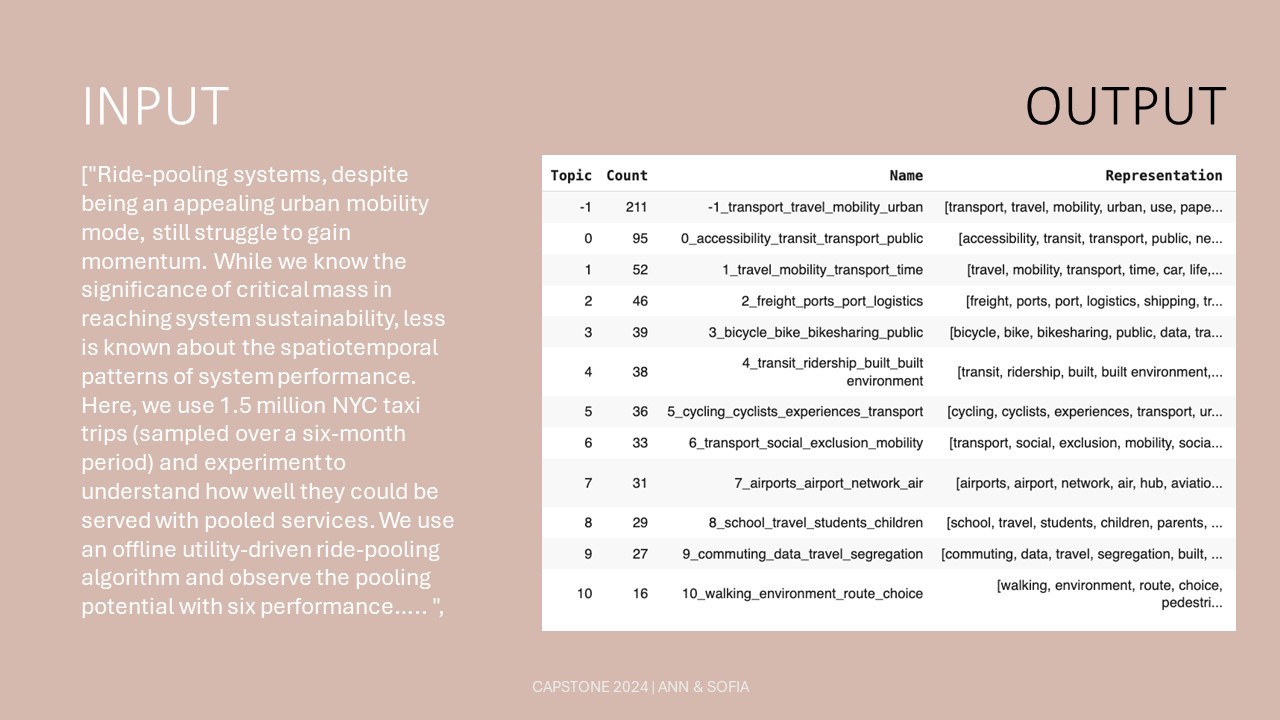 INPUT
["Ride-pooling systems, despite
being an appealing urban mobility
mode, still struggle to gain
momentum. While we know the
significance of critical mass in
reaching system sustainability, less
is known about the spatiotemporal
patterns of system performance.
Here, we use 1.5 million NYC taxi
trips (sampled over a six-month
period) and experiment to
understand how well they could be
served with pooled services. We use
an offline utility-driven ride-pooling
algorithm and observe the pooling
potential with six performance..... ",
OUTPUT
Topic Count Name Representation
-1 211 -1_transport_travel_mobility_urban [transport, travel, mobility, urban, use, pape...
0 95 0_accessibility_transit_transport_public [accessibility, transit, transport, public, ne...
1 52 1_travel_mobility_transport_time [travel, mobility, transport, time, car, life,...
2 46 2_freight_ports_port_logistics [freight, ports, port, logistics, shipping, tr...
3 39 3_bicycle_bike_bikesharing_public [bicycle, bike, bikesharing, public, data, tra...
4 38 4_transit_ridership_built_built
environment [transit, ridership, built, built environment,...
5 36 5_cycling_cyclists_experiences_transport [cycling, cyclists, experiences, transport, ur...
6 33 6_transport_social_exclusion_mobility [transport, social, exclusion, mobility, socia...
7 31 7_airports_airport_network_air [airports, airport, network, air, hub, aviatio...
8 29 8_school_travel_students_children [school, travel, students, children, parents, ...
9 27 9_commuting_data_travel_segregation [commuting, data, travel, segregation, built, ...
10 16 10_walking_environment_route_choice [walking, environment, route, choice,
pedestri...
CAPSTONE 2024 | ANN & SOFIA